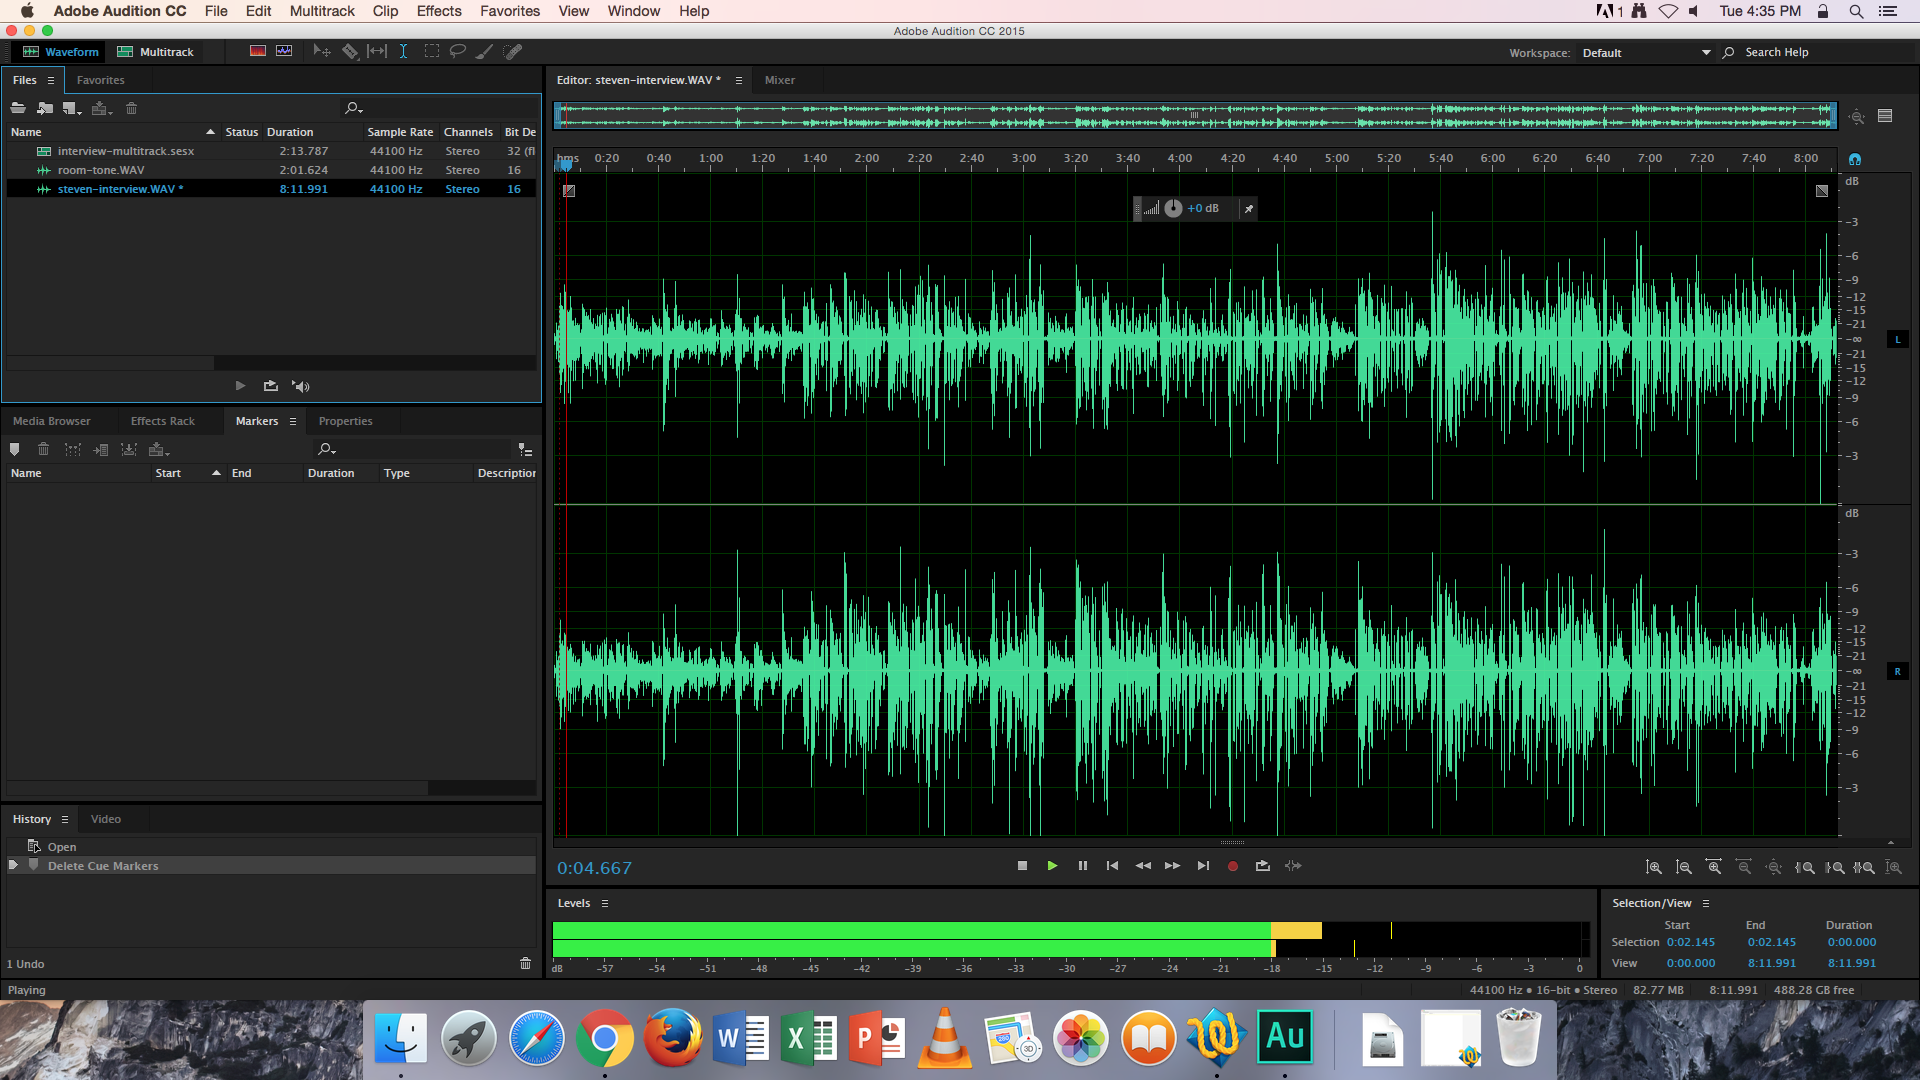 Adobe Audition CC File Edit Multitrack Clip Effects Favorites View Window Help 1 Tue 4:35 PM
Adobe Audition CC 2015
Waveform Multitrack Workspace: Default Search Help
Files Favorites
Editor: steven-interview.WAV * Mixer
Name Status Duration Sample Rate Channels Bit De
interview-multitrack.sesx 2:13.787 44100 Hz Stereo 32 (fl
room-tone.WAV 2:01.624 44100 Hz Stereo 16
steven-interview.WAV * 8:11.991 44100 Hz Stereo 16
hms 0:20 0:40 1:00 1:20 1:40 2:00 2:20 2:40 3:00 3:20 3:40 4:00 4:20 4:40 5:00 5:20 5:40 6:00 6:20 6:40 7:00 7:20 7:40 8:00
+0 dB
dB
-3
-6
-9
-12
-15
-21
-∞
-21
-15
-12
-9
-6
-3
L
dB
-3
-6
-9
-12
-15
-21
-∞
-21
-15
-12
-9
-6
-3
R
Media Browser Effects Rack Markers Properties
Name Start End Duration Type Description
History Video
Open
Delete Cue Markers
1 Undo
0:04.667
Levels
dB -57 -54 -51 -48 -45 -42 -39 -36 -33 -30 -27 -24 -21 -18 -15 -12 -9 -6 -3 0
Selection/View
Start End Duration
Selection 0:02.145 0:02.145 0:00.000
View 0:00.000 8:11.991 8:11.991
Playing
44100 Hz • 16-bit • Stereo 82.77 MB 8:11.991 488.28 GB free
W X P 280 3D Au